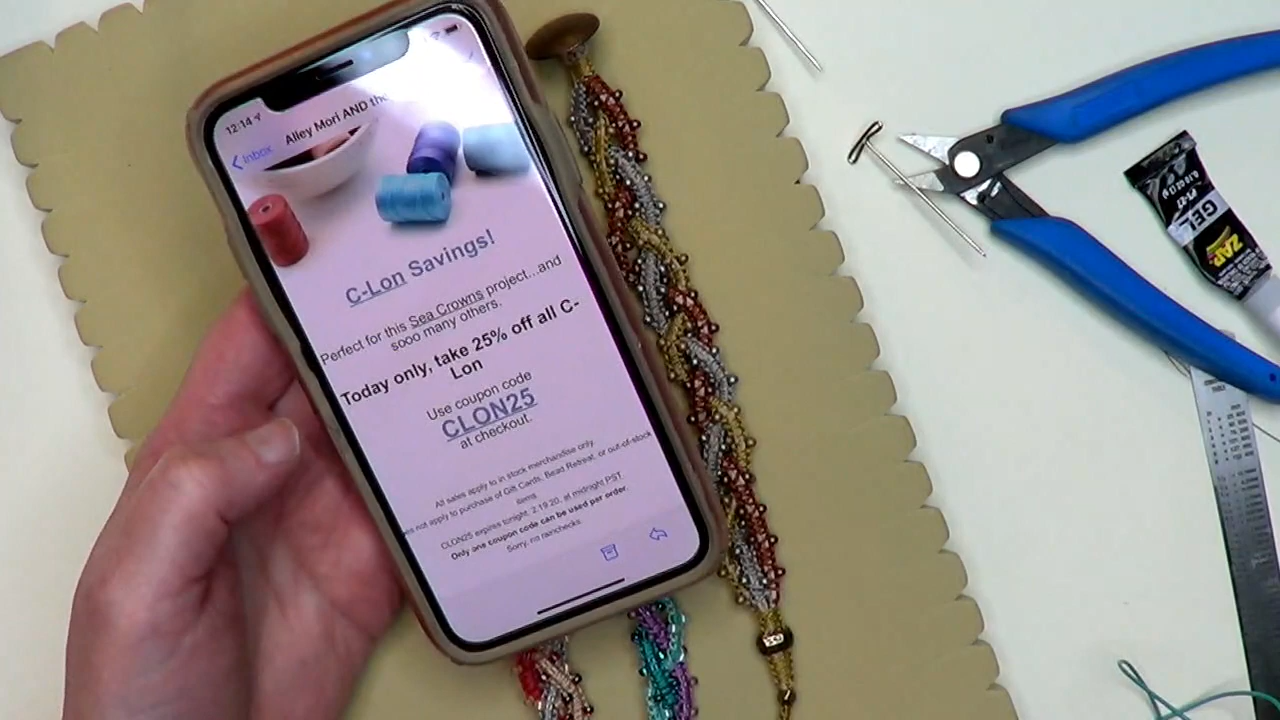 12:14
Alley Mori AND the
Inbox
C-Lon Savings!
Perfect for this Sea Crowns project...and
sooo many others.
Today only, take 25% off all C-
Lon
Use coupon code
CLON25
at checkout.
All sales apply to in stock merchandise only.
es not apply to purchase of Gift Cards, Bead Retreat, or out-of-stock
items
CLON25 expires tonight, 2.19.20, at midnight PST
Only one coupon code can be used per order.
Sorry, no rainchecks.
GEL
ZAP